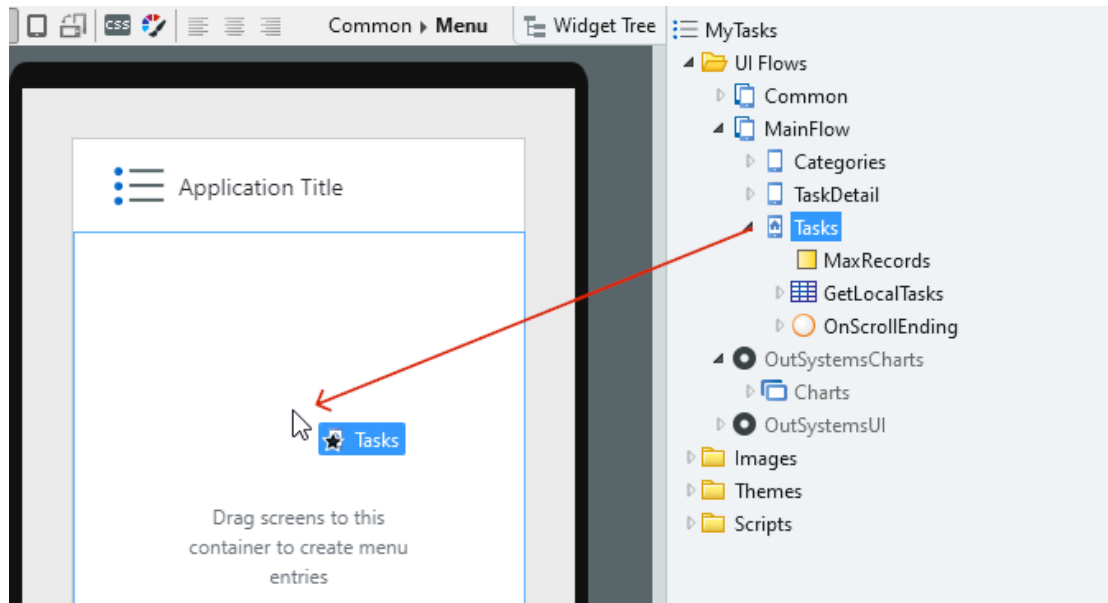 css
Common ▸ Menu
Widget Tree
Application Title
Tasks
Drag screens to this
container to create menu
entries
MyTasks
UI Flows
Common
MainFlow
Categories
TaskDetail
Tasks
MaxRecords
GetLocalTasks
OnScrollEnding
OutSystemsCharts
Charts
OutSystemsUI
Images
Themes
Scripts